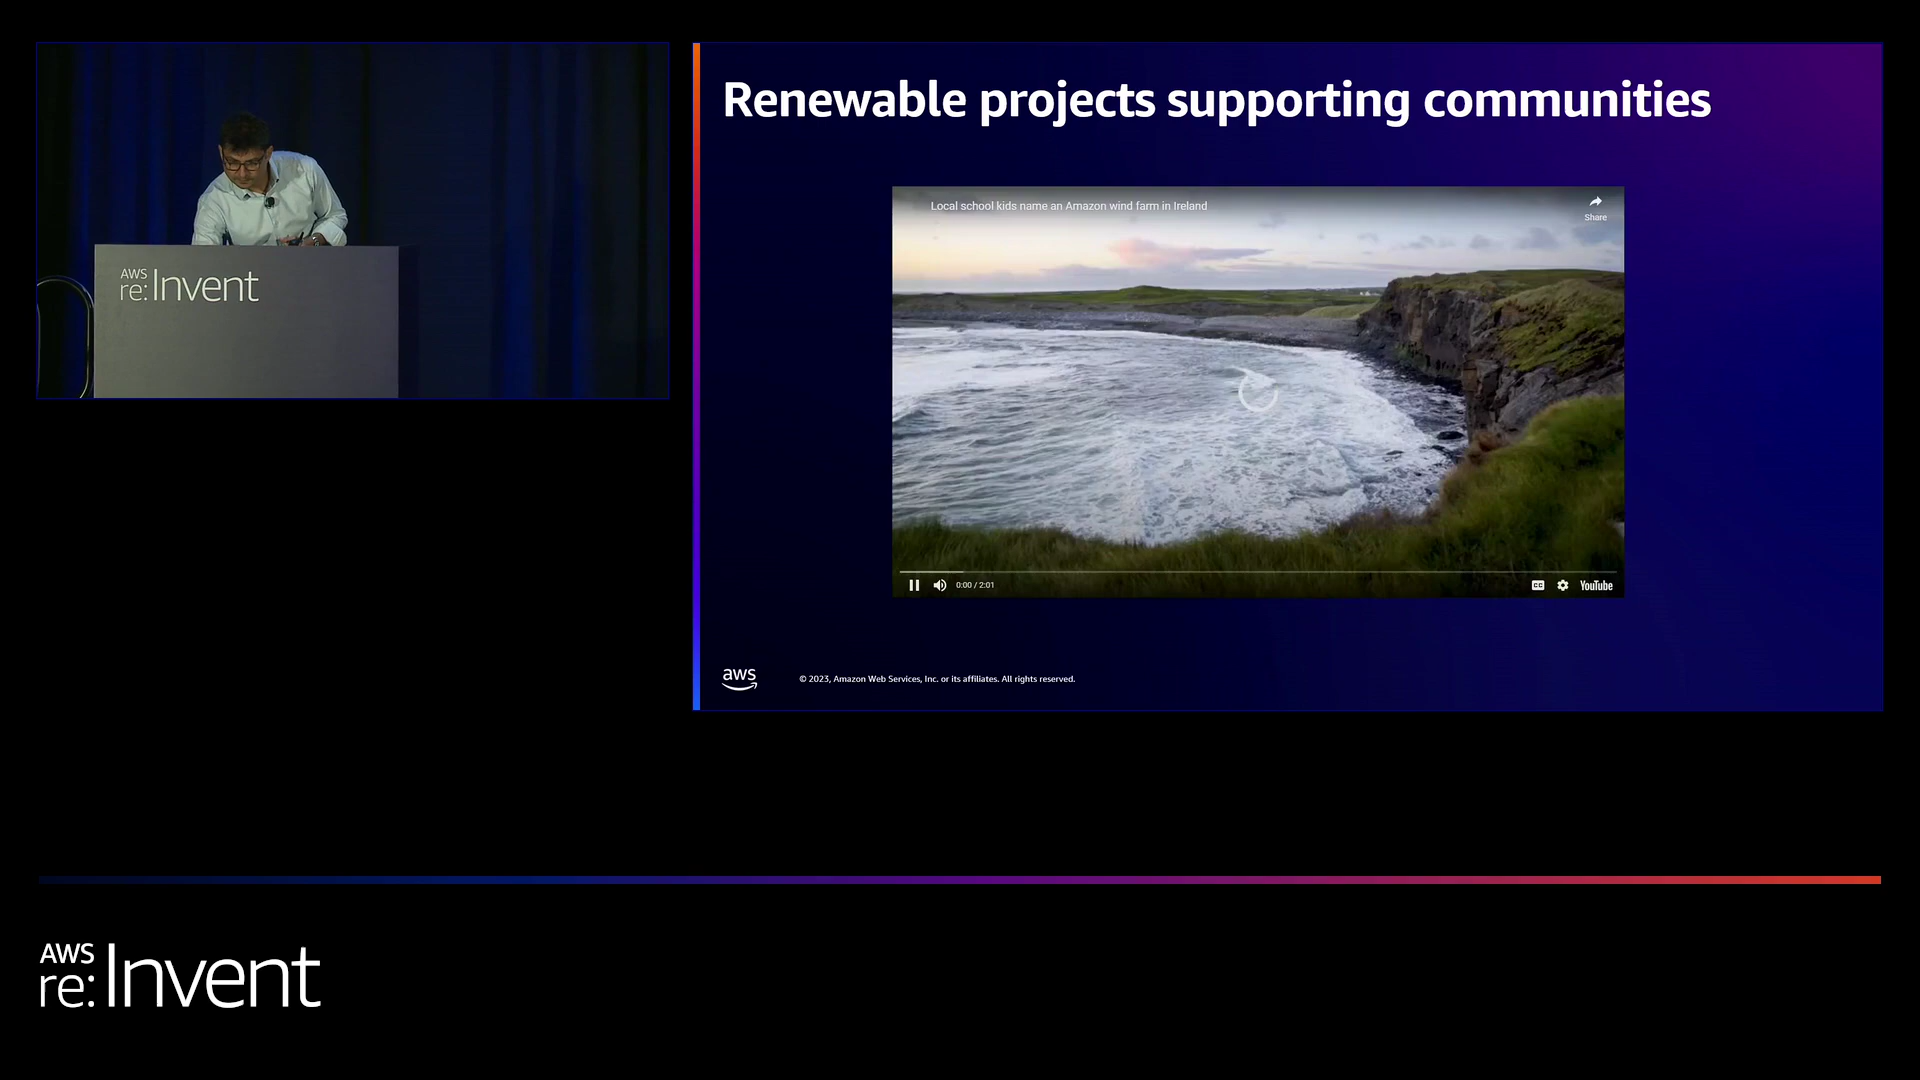 AWS
re:Invent
Renewable projects supporting communities
Local school kids name an Amazon wind farm in Ireland
Share
0:00 / 2:01
CC
YouTube
aws
© 2023, Amazon Web Services, Inc. or its affiliates. All rights reserved.
AWS
re:Invent